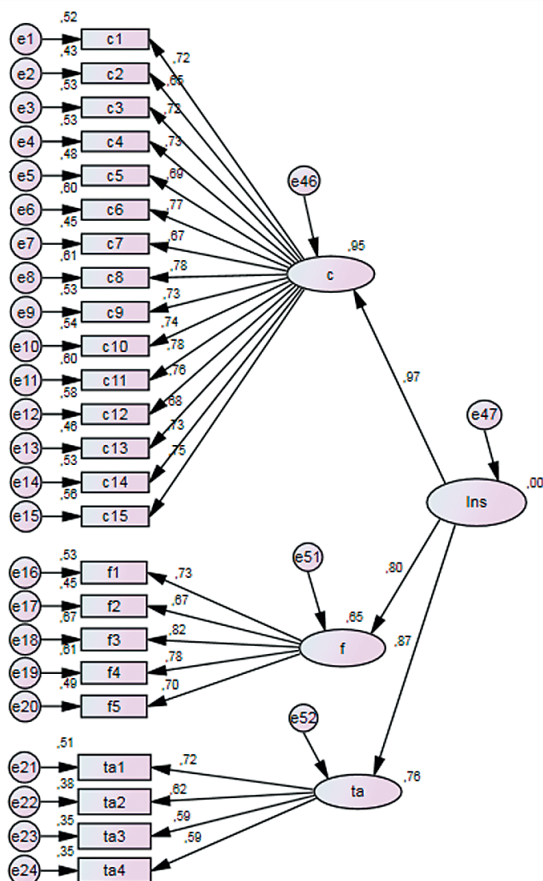 ,52
e1 c1
,72
,43
e2 c2
,65
,53
e3 c3
,72
,53
e4 c4
,73
,48
e5 c5
,69
,60
e6 c6
,77
,45
e7 c7
,67
,61
e8 c8
,78
,53
e9 c9
,73
,54
e10 c10
,74
,60
e11 c11
,78
,58
e12 c12
,76
,46
e13 c13
,68
,53
e14 c14
,73
,56
e15 c15
,75
e46
,95
c
,97
e47
,00
Ins
,80
,87
,53
e16 f1
,73
,45
e17 f2
,67
,67
e18 f3
,82
,61
e19 f4
,78
,49
e20 f5
,70
e51
,65
f
,51
e21 ta1
,72
,38
e22 ta2
,62
,35
e23 ta3
,59
,35
e24 ta4
,59
e52
,76
ta